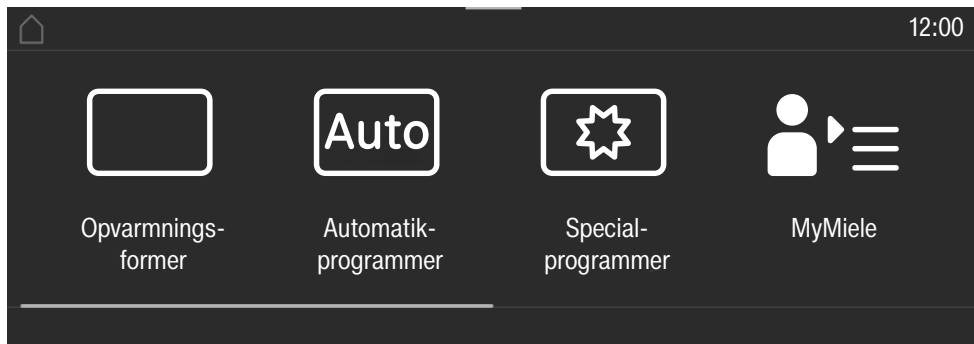 12:00
Auto
Opvarmnings-
former
Automatik-
programmer
Special-
programmer
MyMiele